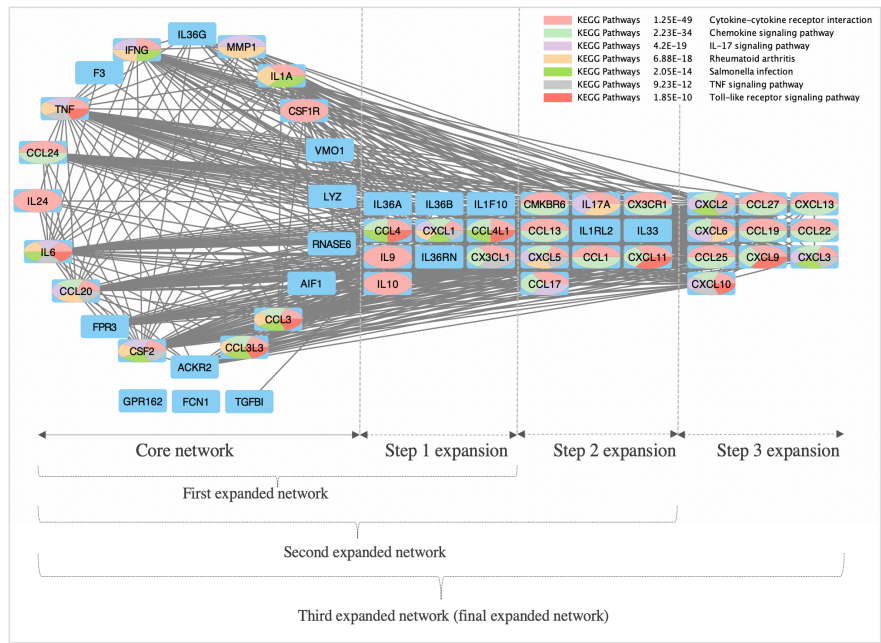 KEGG Pathways 1.25E-49 Cytokine-cytokine receptor interaction
KEGG Pathways 2.23E-34 Chemokine signaling pathway
KEGG Pathways 4.2E-19 IL-17 signaling pathway
KEGG Pathways 6.88E-18 Rheumatoid arthritis
KEGG Pathways 2.05E-14 Salmonella infection
KEGG Pathways 9.23E-12 TNF signaling pathway
KEGG Pathways 1.85E-10 Toll-like receptor signaling pathway
IL36G
IFNG
MMP1
F3
IL1A
TNF
CSF1R
CCL24
VMO1
IL24
LYZ
IL6
RNASE6
CCL20
AIF1
FPR3
CCL3
CSF2
CCL3L3
ACKR2
GPR162 FCN1 TGFBI
IL36A IL36B IL1F10 CMKBR6 IL17A CX3CR1 CXCL2 CCL27 CXCL13
CCL4 CXCL1 CCL4L1 CCL13 IL1RL2 IL33 CXCL6 CCL19 CCL22
IL9 IL36RN CX3CL1 CXCL5 CCL1 CXCL11 CCL25 CXCL9 CXCL3
IL10 CCL17 CXCL10
Core network Step 1 expansion Step 2 expansion Step 3 expansion
First expanded network
Second expanded network
Third expanded network (final expanded network)